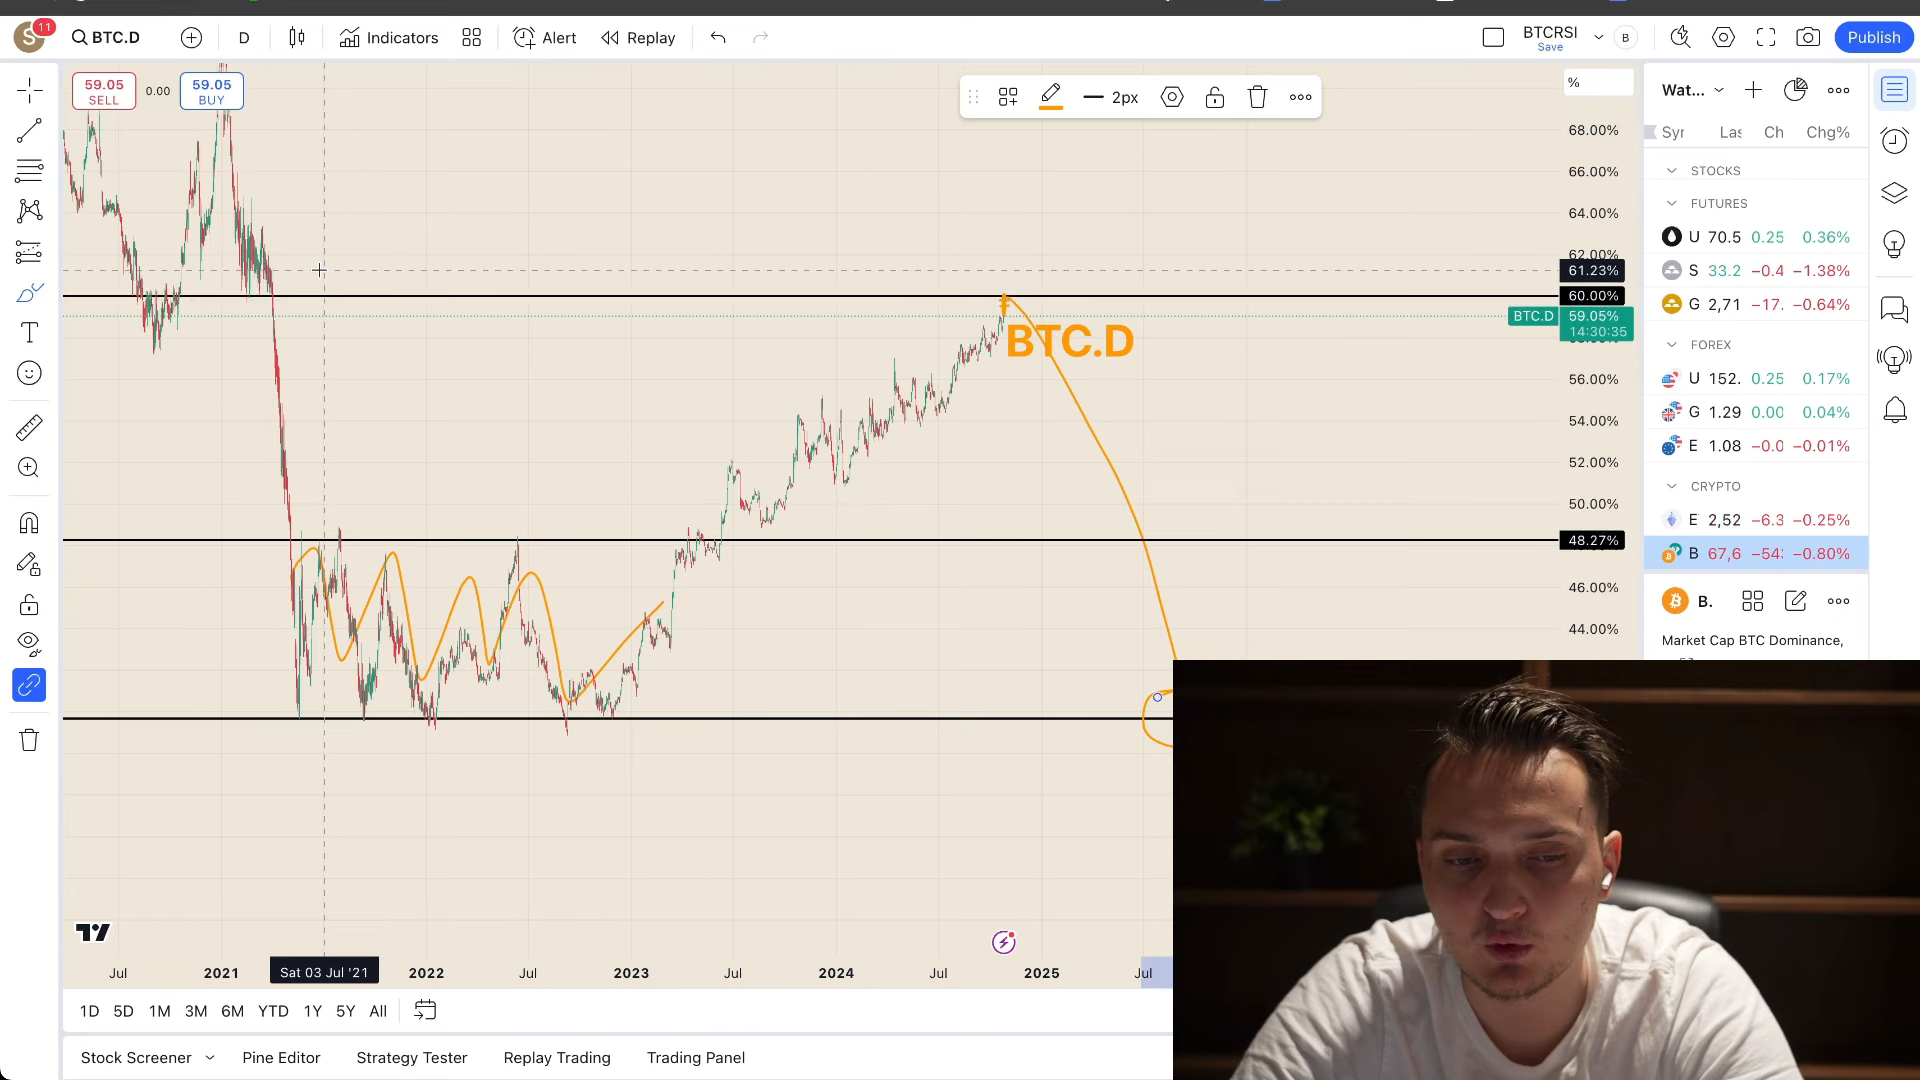 S 11 BTC.D D Indicators Alert Replay BTCRSI Save B Publish
59.05 SELL 0.00 59.05 BUY
2px
%
68.00%
66.00%
64.00%
62.00%
61.23%
60.00%
BTC.D 59.05%
14:30:35
BTC.D
56.00%
54.00%
52.00%
50.00%
48.27%
46.00%
44.00%
Jul 2021 Sat 03 Jul '21 2022 Jul 2023 Jul 2024 Jul 2025 Jul
1D 5D 1M 3M 6M YTD 1Y 5Y All
Stock Screener Pine Editor Strategy Tester Replay Trading Trading Panel
Wat...
Syr Las Ch Chg%
STOCKS
FUTURES
U 70.5 0.25 0.36%
S 33.2 −0.4 −1.38%
G 2,71 −17. −0.64%
FOREX
U 152. 0.25 0.17%
G 1.29 0.00 0.04%
E 1.08 −0.0 −0.01%
CRYPTO
E 2,52 −6.3 −0.25%
B 67,6 −54: −0.80%
B.
Market Cap BTC Dominance,